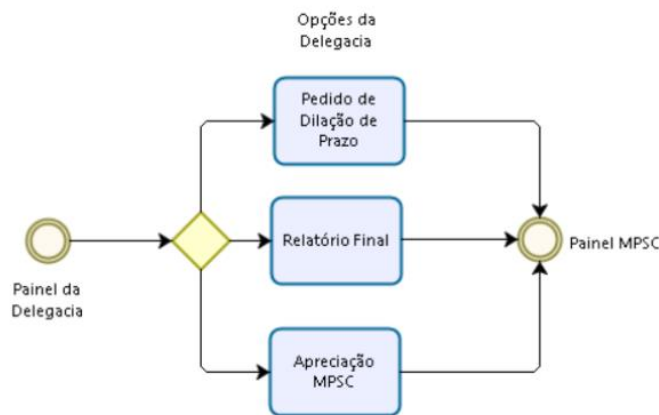 Opções da
Delegacia
Pedido de
Dilação de
Prazo
Relatório Final
Painel MPSC
Painel da
Delegacia
Apreciação
MPSC